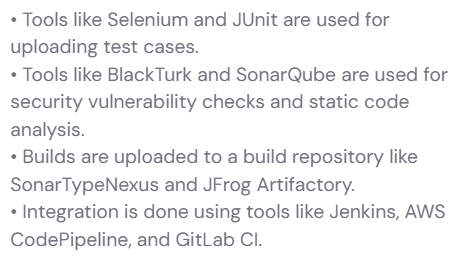 • Tools like Selenium and JUnit are used for
uploading test cases.
• Tools like BlackTurk and SonarQube are used for
security vulnerability checks and static code
analysis.
• Builds are uploaded to a build repository like
SonarTypeNexus and JFrog Artifactory.
• Integration is done using tools like Jenkins, AWS
CodePipeline, and GitLab CI.